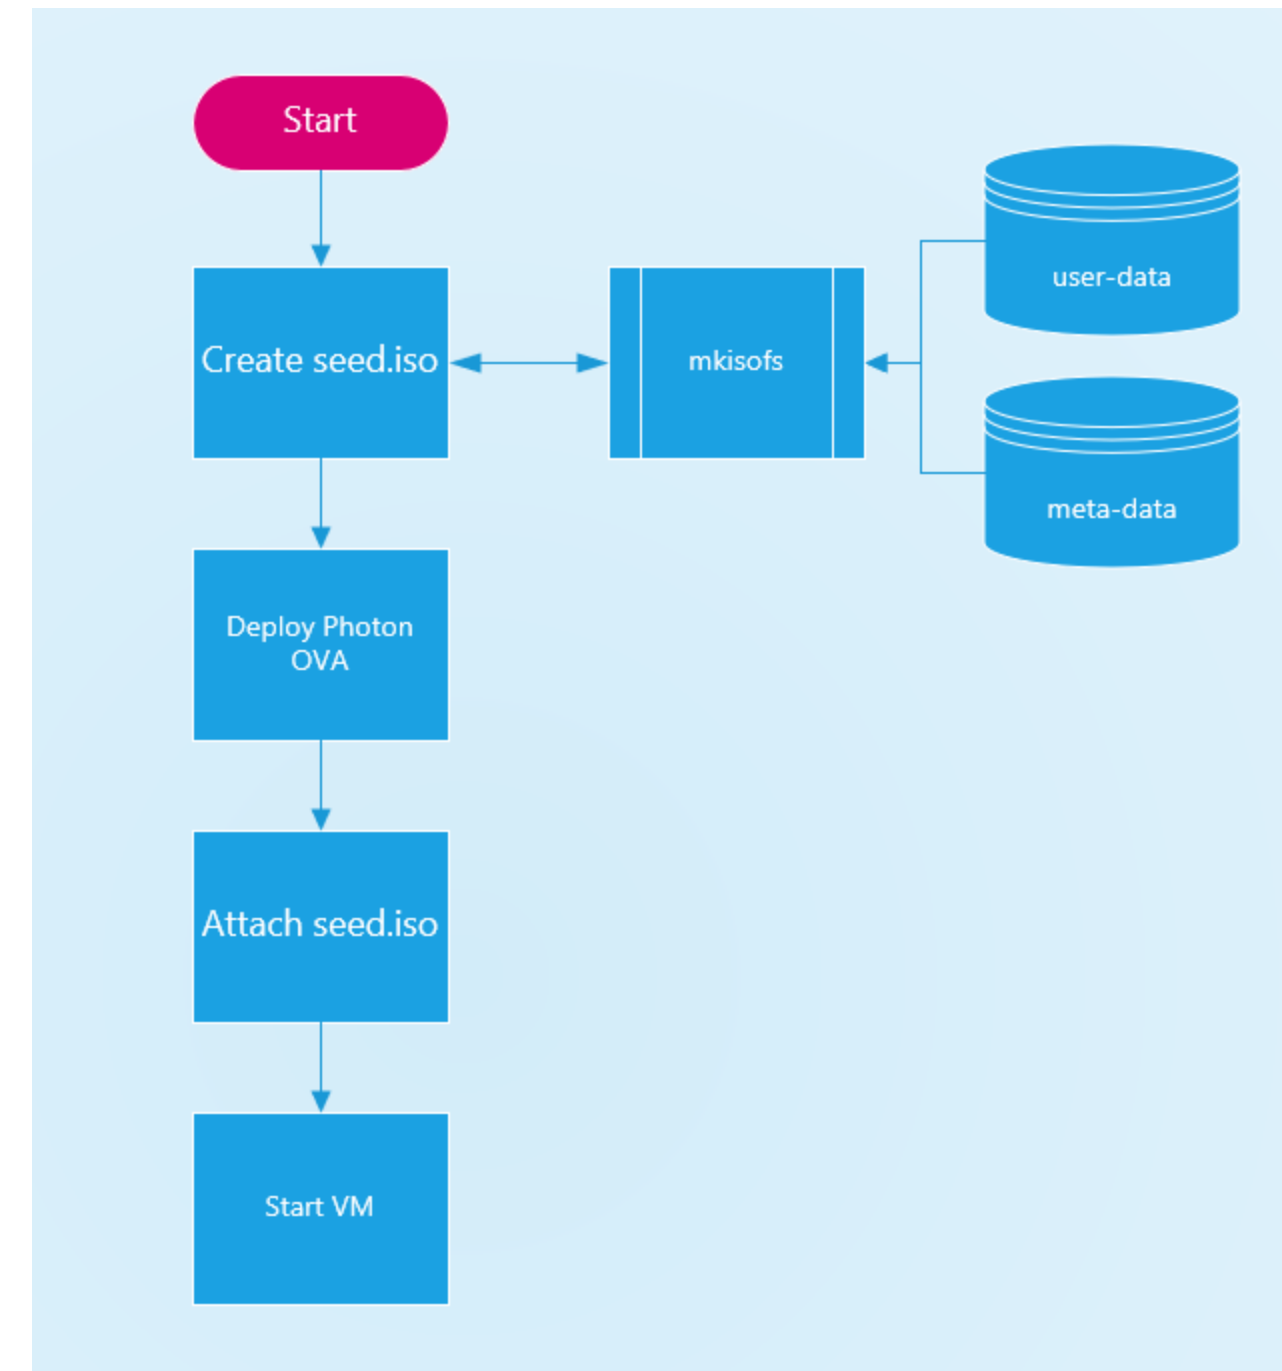 Start
Create seed.iso
mkisofs
user-data
meta-data
Deploy Photon
OVA
Attach seed.iso
Start VM